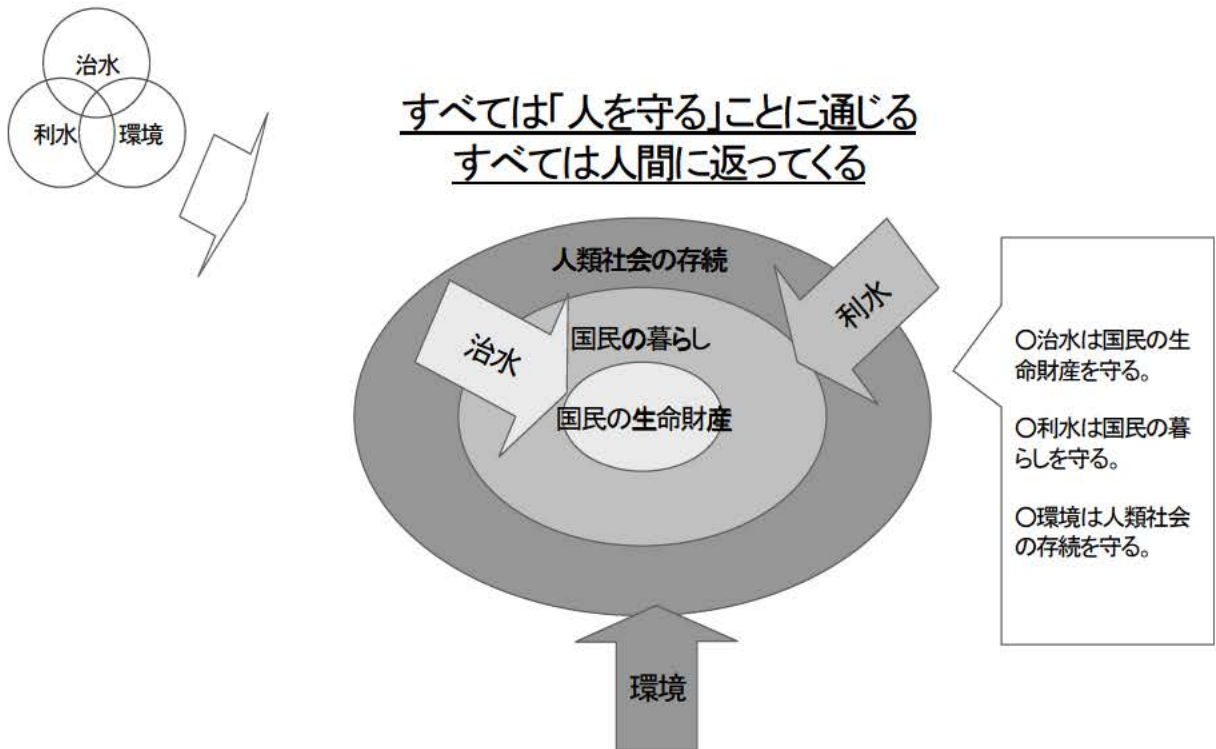 治水
利水
環境
すべては「人を守る」ことに通じる
すべては人間に返ってくる
人類社会の存続
利水
治水
国民の暮らし
国民の生命財産
環境
○治水は国民の生
命財産を守る。
○利水は国民の暮
らしを守る。
○環境は人類社会
の存続を守る。